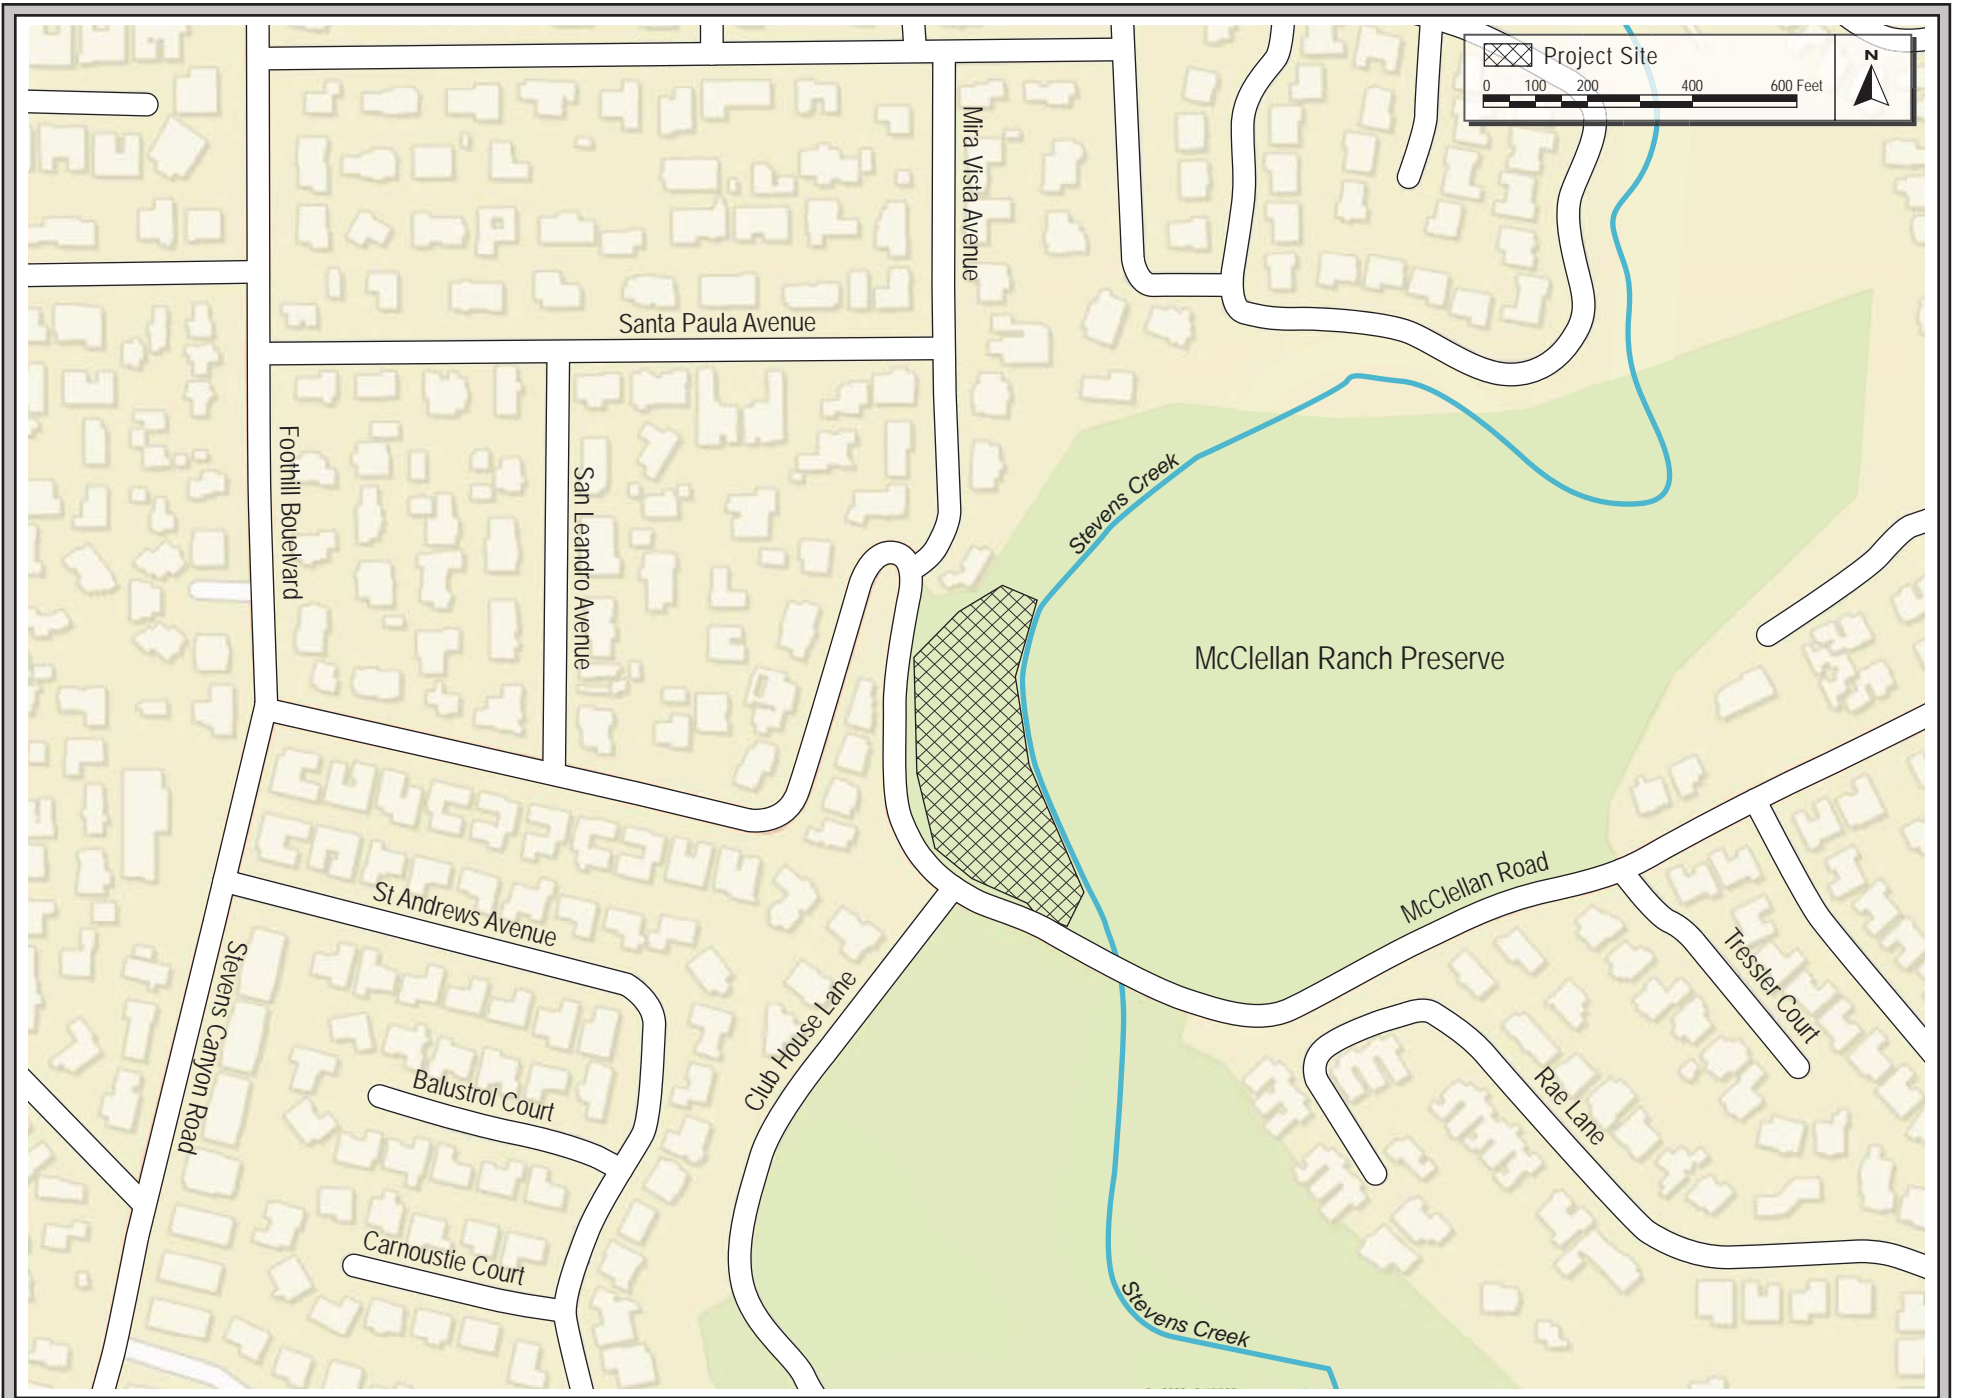 Project Site
N
0 100 200 400 600 Feet
Mira Vista Avenue
Santa Paula Avenue
Foothill Bouelvard
San Leandro Avenue
Stevens Creek
McClellan Ranch Preserve
McClellan Road
St Andrews Avenue
Stevens Canyon Road
Club House Lane
Tressler Court
Balustrol Court
Rae Lane
Carnoustie Court
Stevens Creek